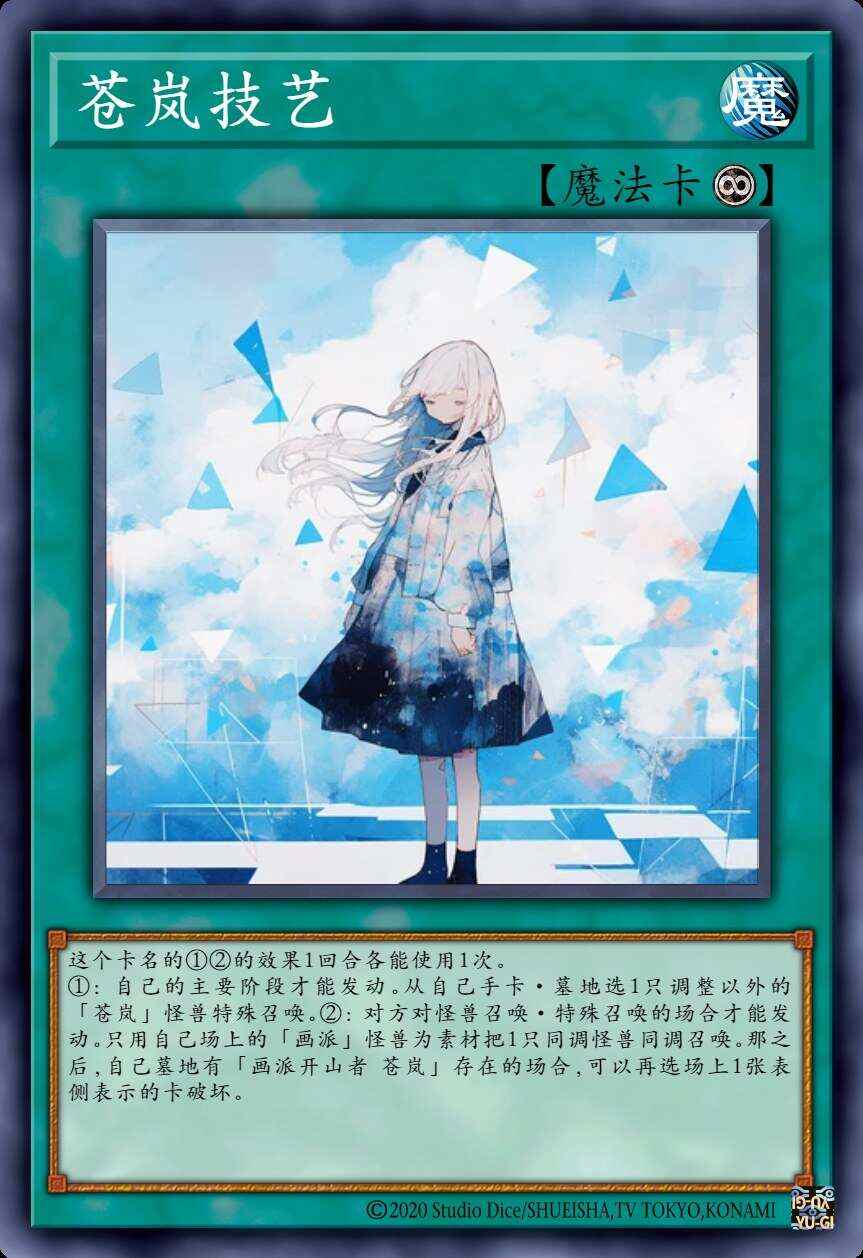 苍岚技艺
魔
【魔法卡♾】
这个卡名的①②的效果1回合各能使用1次。
①：自己的主要阶段才能发动。从自己手卡・墓地选1只调整以外的
「苍岚」怪兽特殊召唤。②：对方对怪兽召唤・特殊召唤的场合才能发
动。只用自己场上的「画派」怪兽为素材把1只同调怪兽同调召唤。那之
后，自己墓地有「画派开山者 苍岚」存在的场合，可以再选场上1张表
侧表示的卡破坏。
©2020 Studio Dice/SHUEISHA,TV TOKYO,KONAMI
YU-GI